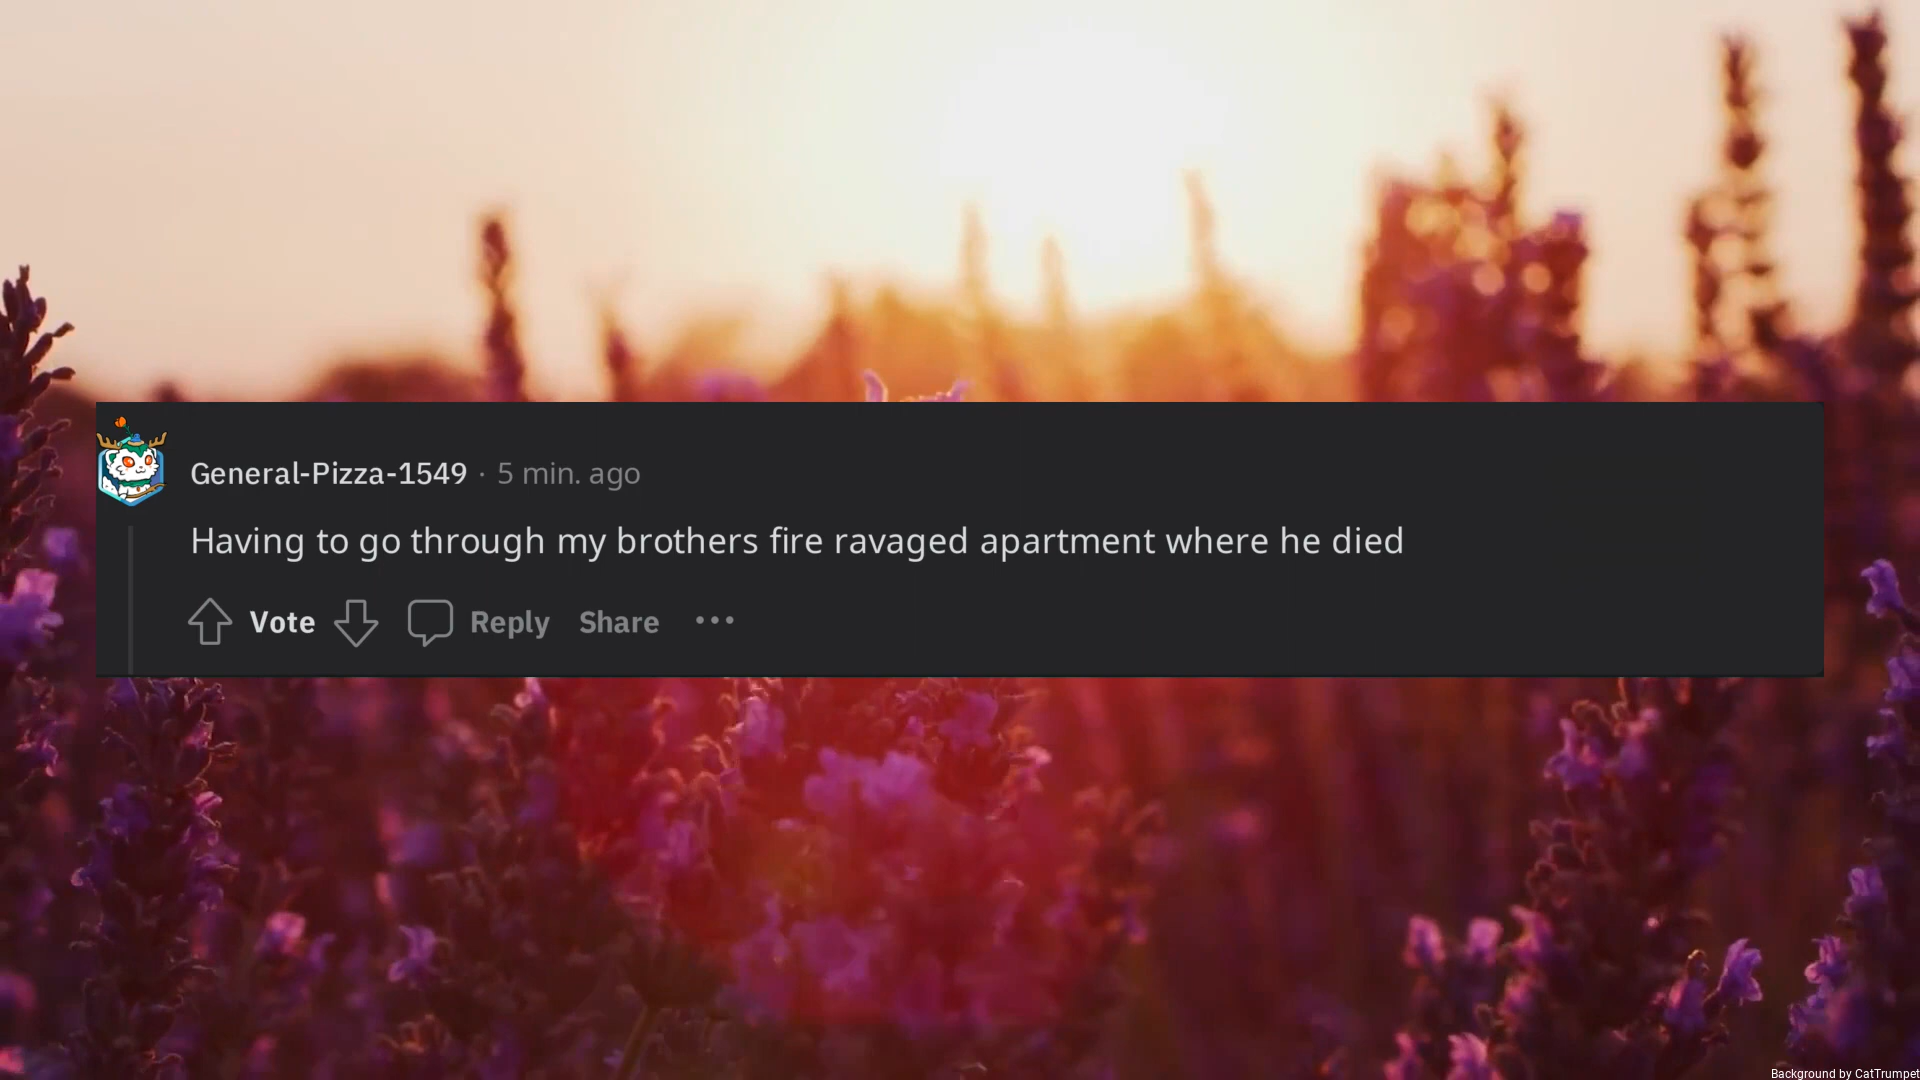 General-Pizza-1549 · 5 min. ago
Having to go through my brothers fire ravaged apartment where he died
Vote Reply Share ···
Background by CatTrumpet